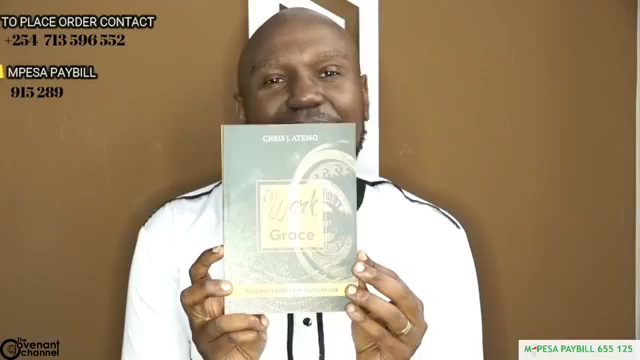 TO PLACE ORDER CONTACT
+254 713 596 552
MPESA PAYBILL
915 289
CHRIS J. ATEMO
Work
Grace
The
Covenant
channel
M-PESA PAYBILL 655 125